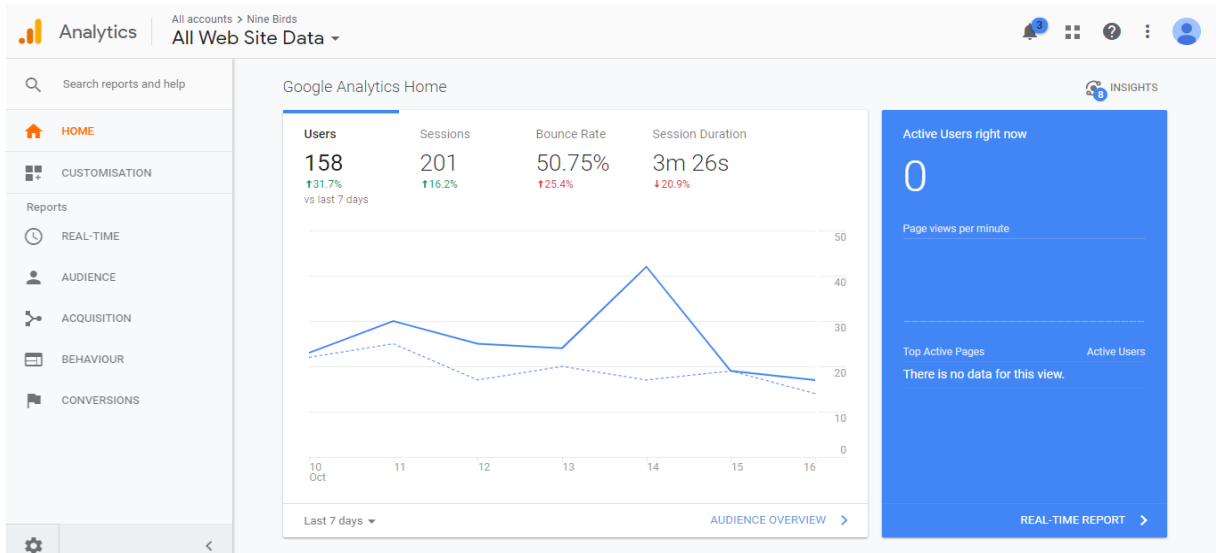 Analytics
All accounts > Nine Birds
All Web Site Data
3
Search reports and help
HOME
CUSTOMISATION
Reports
REAL-TIME
AUDIENCE
ACQUISITION
BEHAVIOUR
CONVERSIONS
Google Analytics Home
INSIGHTS
8
Users Sessions Bounce Rate Session Duration
158 201 50.75% 3m 26s
↑31.7% ↑16.2% ↑25.4% ↓20.9%
vs last 7 days
50
40
30
20
10
0
10 11 12 13 14 15 16
Oct
Last 7 days
AUDIENCE OVERVIEW >
Active Users right now
0
Page views per minute
Top Active Pages Active Users
There is no data for this view.
REAL-TIME REPORT >